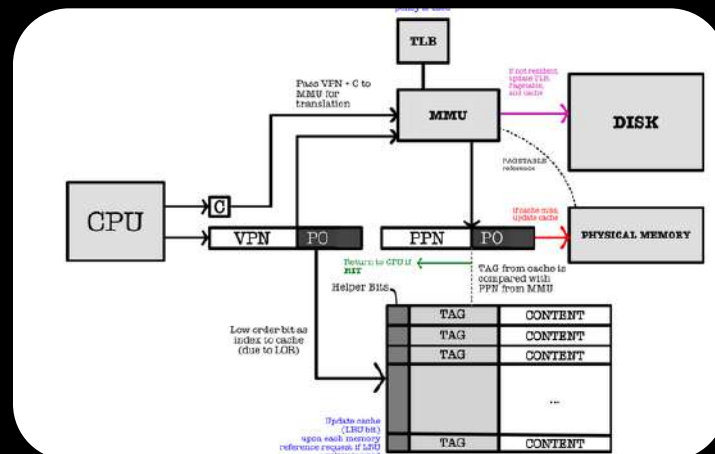 TLB
Pass VPN + C to
MMU for
translation
If not resident,
update TLB,
Pagetable,
and cache
MMU
DISK
PAGETABLE
reference
CPU
C
VPN
PO
PPN
PO
If cache miss,
update cache
PHYSICAL MEMORY
Return to CPU if
HIT
TAG from cache is
compared with
PPN from MMU
Helper Bits
TAG
CONTENT
TAG
CONTENT
TAG
CONTENT
...
TAG
CONTENT
Low order bit as
index to cache
(due to LOR)
Update cache
(LRU bit)
upon each memory
reference request if LRU